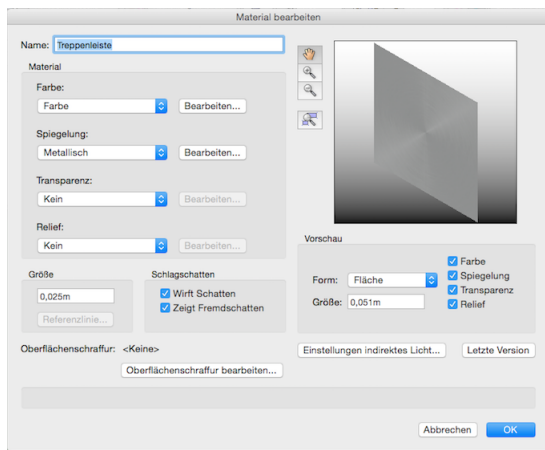 Material bearbeiten
Name: Treppenleiste
Material
Farbe:
Farbe Bearbeiten...
Spiegelung:
Metallisch Bearbeiten...
Transparenz:
Kein Bearbeiten...
Relief:
Kein Bearbeiten...
Größe
0,025m
Referenzlinie...
Schlagschatten
Wirft Schatten
Zeigt Fremdschatten
Oberflächenschraffur: <Keine>
Oberflächenschraffur bearbeiten...
Vorschau
Form: Fläche
Größe: 0,051m
Farbe
Spiegelung
Transparenz
Relief
Einstellungen indirektes Licht... Letzte Version
Abbrechen OK